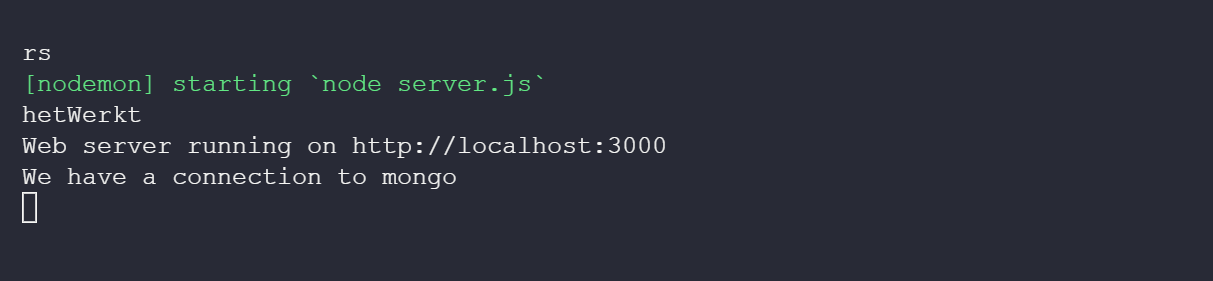 rs
[nodemon] starting `node server.js`
hetWerkt
Web server running on http://localhost:3000
We have a connection to mongo